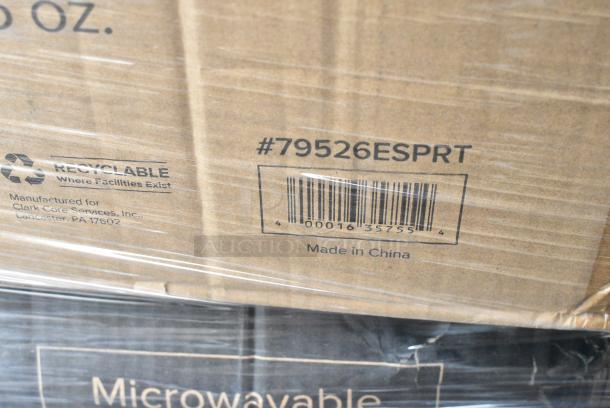 OZ.
#79526ESPRT
RECYCLABLE
Where Facilities Exist
Manufactured for
Clark Core Services, Inc.,
Lancaster, PA 17602
4 00016 35755 4
Made in China
Microwavable